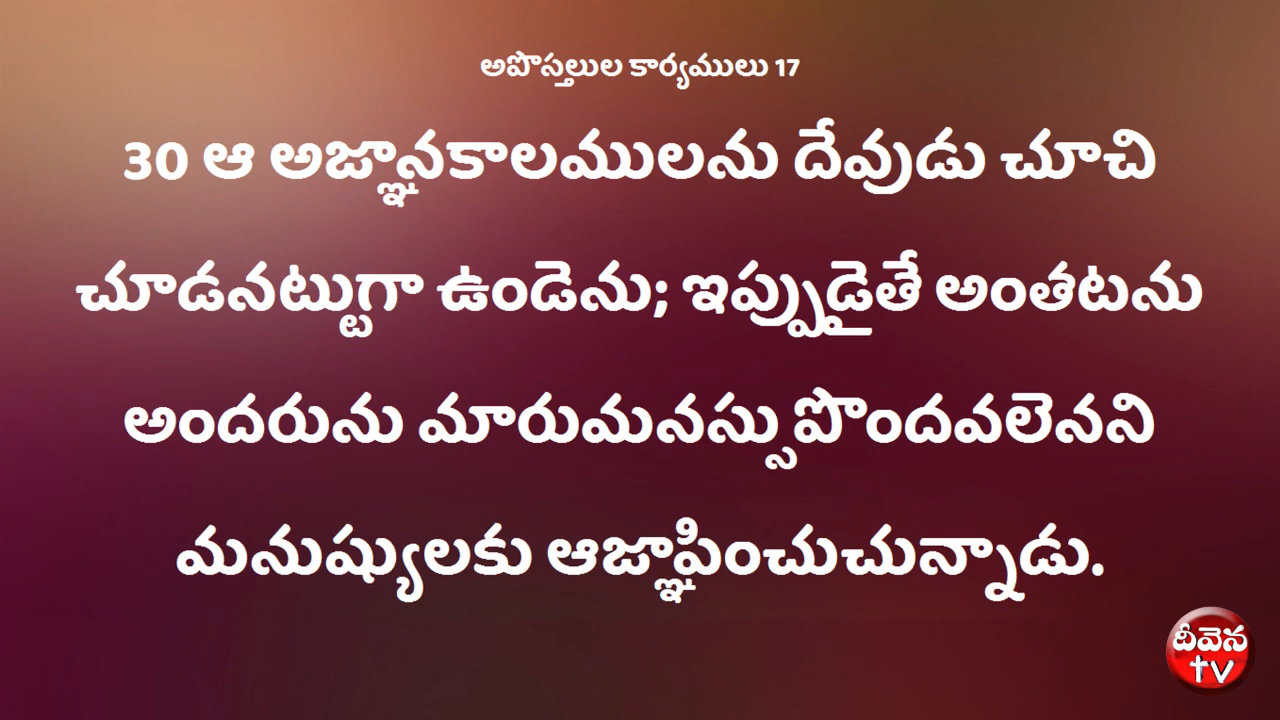 అపొస్తలుల కార్యములు 17
30 ఆ అజ్ఞానకాలములను దేవుడు చూచి
చూడనట్టుగా ఉండెను; ఇప్పుడైతే అంతటను
అందరును మారుమనస్సుపొందవలెనని
మనుష్యులకు ఆజ్ఞాపించుచున్నాడు.
దీవెన
tv